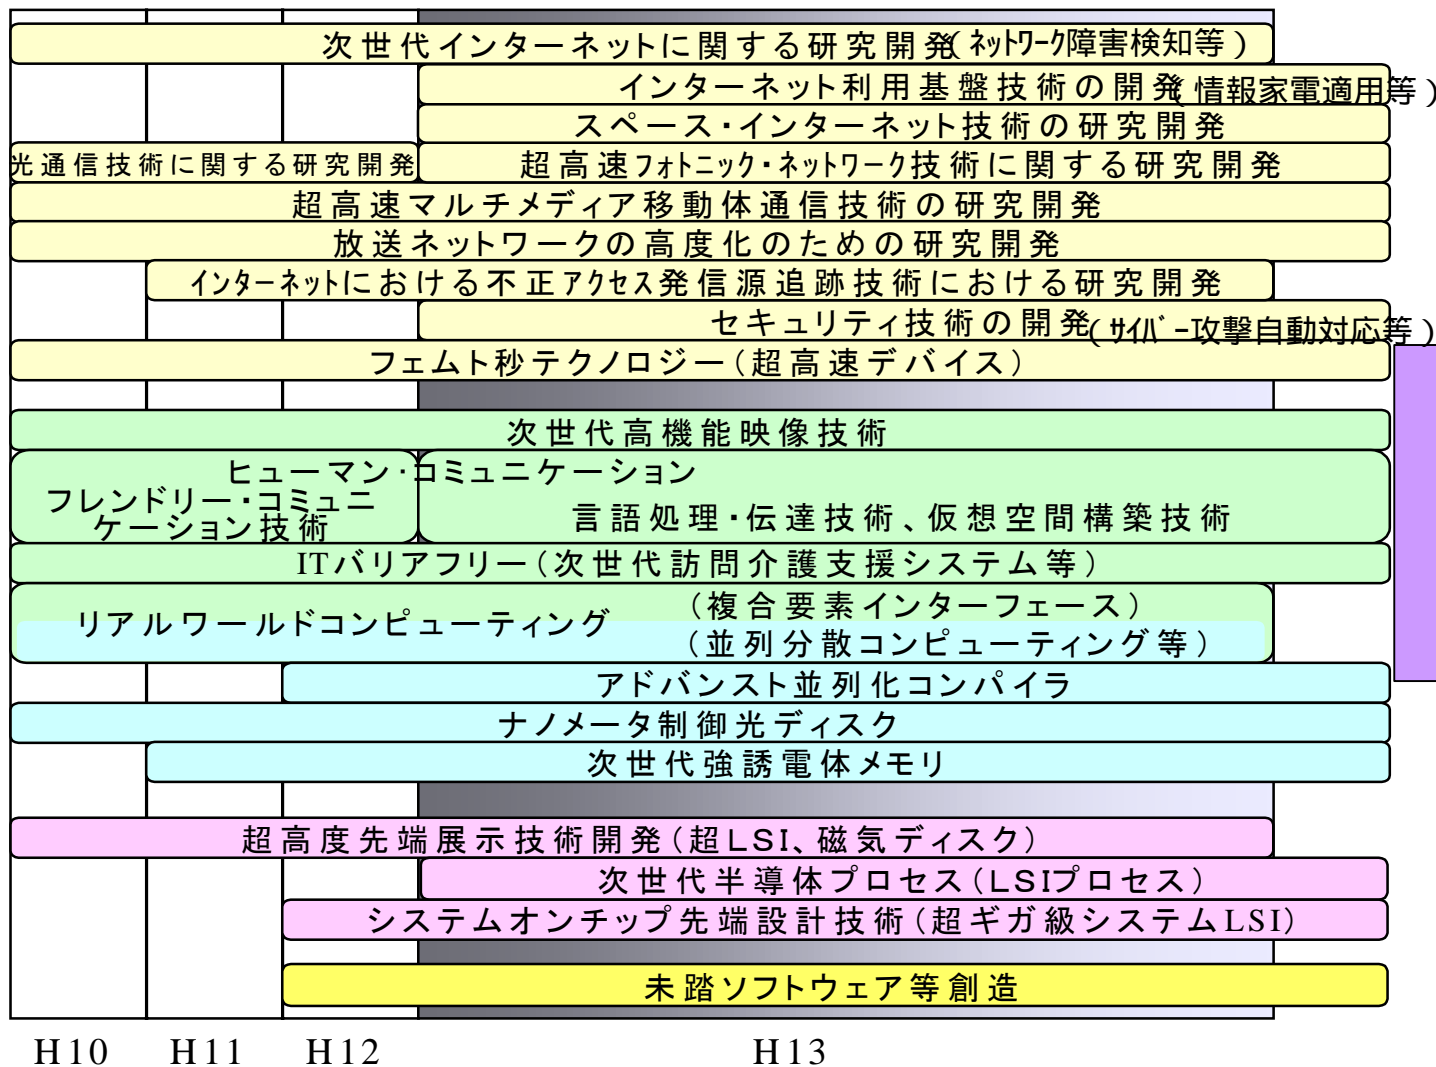 次世代インターネットに関する研究開発(ネットワーク障害検知等)
インターネット利用基盤技術の開発(情報家電適用等)
スペース・インターネット技術の研究開発
光通信技術に関する研究開発
超高速フォトニック・ネットワーク技術に関する研究開発
超高速マルチメディア移動体通信技術の研究開発
放送ネットワークの高度化のための研究開発
インターネットにおける不正アクセス発信源追跡技術における研究開発
セキュリティ技術の開発(サイバー攻撃自動対応等)
フェムト秒テクノロジー(超高速デバイス)
次世代高機能映像技術
ヒューマン・コミュニケーション
フレンドリー・コミュニ
ケーション技術
言語処理・伝達技術、仮想空間構築技術
ITバリアフリー(次世代訪問介護支援システム等)
リアルワールドコンピューティング
(複合要素インターフェース)
(並列分散コンピューティング等)
アドバンスト並列化コンパイラ
ナノメータ制御光ディスク
次世代強誘電体メモリ
超高度先端展示技術開発(超LSI、磁気ディスク)
次世代半導体プロセス(LSIプロセス)
システムオンチップ先端設計技術(超ギガ級システムLSI)
未踏ソフトウェア等創造
H10 H11 H12 H13